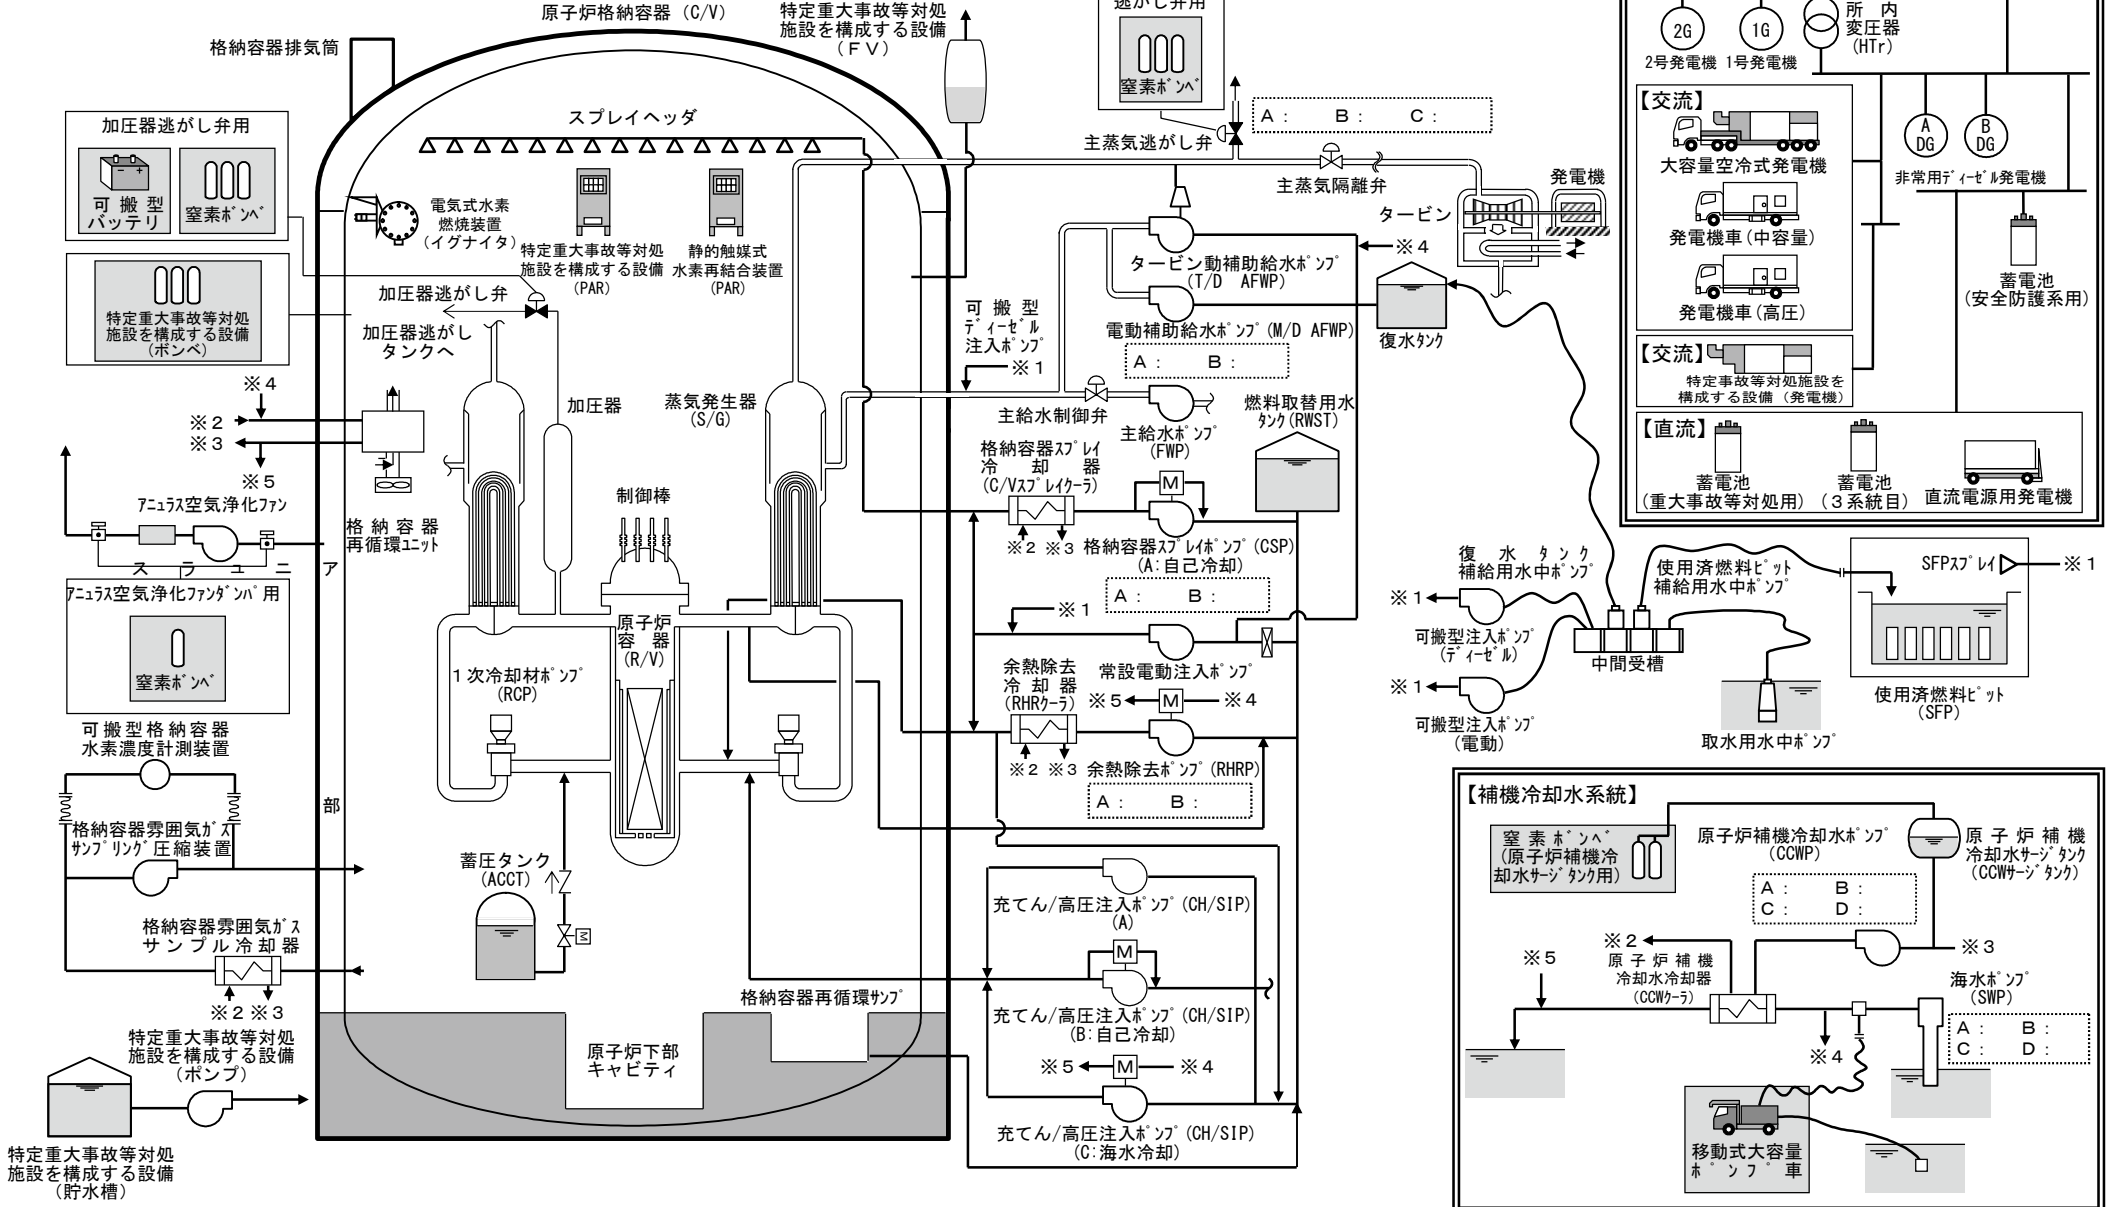 原子炉格納容器 (C/V)
特定重大事故等対処
施設を構成する設備
(ＦＶ)
逃がし弁用
窒素ﾎﾞﾝﾍﾞ
格納容器排気筒
加圧器逃がし弁用
可搬型
バッテリ
窒素ﾎﾞﾝﾍﾞ
特定重大事故等対処
施設を構成する設備
(ボンベ)
スプレイヘッダ
電気式水素
燃焼装置
(イグナイタ)
特定重大事故等対処
施設を構成する設備
(PAR)
静的触媒式
水素再結合装置
(PAR)
加圧器逃がし弁
加圧器逃がし
タンクへ
加圧器
蒸気発生器
(S/G)
※４
※２
※３
※５
格納容器
再循環ﾕﾆｯﾄ
ｱﾆｭﾗｽ空気浄化ﾌｧﾝ
アニュラス
部
ｱﾆｭﾗｽ空気浄化ﾌｧﾝﾀﾞﾝﾊﾟ用
窒素ﾎﾞﾝﾍﾞ
可搬型格納容器
水素濃度計測装置
格納容器雰囲気ｶﾞｽ
ｻﾝﾌﾟﾘﾝｸﾞ圧縮装置
格納容器雰囲気ｶﾞｽ
サンプル冷却器
※２ ※３
特定重大事故等対処
施設を構成する設備
(ポンプ)
特定重大事故等対処
施設を構成する設備
(貯水槽)
制御棒
原子炉
容器
(R/V)
１次冷却材ﾎﾟﾝﾌﾟ
(RCP)
蓄圧タンク
(ACCT)
M
格納容器再循環ｻﾝﾌﾟ
原子炉下部
キャビティ
主蒸気逃がし弁
Ａ： Ｂ： Ｃ：
主蒸気隔離弁
発電機
タービン
※４
タービン動補助給水ﾎﾟﾝﾌﾟ
(T/D AFWP)
電動補助給水ﾎﾟﾝﾌﾟ(M/D AFWP)
Ａ： Ｂ：
復水ﾀﾝｸ
可搬型
ﾃﾞｨｰｾﾞﾙ
注入ﾎﾟﾝﾌﾟ
※１
主給水制御弁
主給水ﾎﾟﾝﾌﾟ
(FWP)
燃料取替用水
ﾀﾝｸ(RWST)
格納容器ｽﾌﾟﾚｲ
冷却器
(C/Vｽﾌﾟﾚｲｸｰﾗ)
M
※２ ※３
格納容器ｽﾌﾟﾚｲﾎﾟﾝﾌﾟ(CSP)
(A:自己冷却)
Ａ： Ｂ：
※１
常設電動注入ﾎﾟﾝﾌﾟ
余熱除去
冷却器
(RHRｸｰﾗ)
※５
M
※４
※２ ※３
余熱除去ﾎﾟﾝﾌﾟ(RHRP)
Ａ： Ｂ：
充てん/高圧注入ﾎﾟﾝﾌﾟ(CH/SIP)
(A)
M
充てん/高圧注入ﾎﾟﾝﾌﾟ(CH/SIP)
(B:自己冷却)
※５
M
※４
充てん/高圧注入ﾎﾟﾝﾌﾟ(CH/SIP)
(C:海水冷却)
2G
1G
2号発電機
1号発電機
所内
変圧器
(HTr)
【交流】
大容量空冷式発電機
発電機車(中容量)
発電機車(高圧)
A
DG
B
DG
非常用ﾃﾞｨｰｾﾞﾙ発電機
蓄電池
(安全防護系用)
【交流】
特定事故等対処施設を
構成する設備（発電機）
【直流】
蓄電池
(重大事故等対処用)
蓄電池
(３系統目)
直流電源用発電機
復水タンク
補給用水中ﾎﾟﾝﾌﾟ
使用済燃料ﾋﾟｯﾄ
補給用水中ﾎﾟﾝﾌﾟ
SFPｽﾌﾟﾚｲ
※１
※１
可搬型注入ﾎﾟﾝﾌﾟ
(ﾃﾞｨｰｾﾞﾙ)
中間受槽
※１
可搬型注入ﾎﾟﾝﾌﾟ
(電動)
取水用水中ﾎﾟﾝﾌﾟ
使用済燃料ﾋﾟｯﾄ
(SFP)
【補機冷却水系統】
窒素ﾎﾞﾝﾍﾞ
(原子炉補機冷
却水ｻｰｼﾞﾀﾝｸ用)
原子炉補機冷却水ﾎﾟﾝﾌﾟ
(CCWP)
Ａ： Ｂ：
Ｃ： Ｄ：
原子炉補機
冷却水ｻｰｼﾞﾀﾝｸ
(CCWｻｰｼﾞﾀﾝｸ)
※２
※３
原子炉補機
冷却水冷却器
(CCWｸｰﾗ)
※５
※４
海水ﾎﾟﾝﾌﾟ
(SWP)
Ａ： Ｂ：
Ｃ： Ｄ：
移動式大容量
ﾎﾟﾝﾌﾟ車